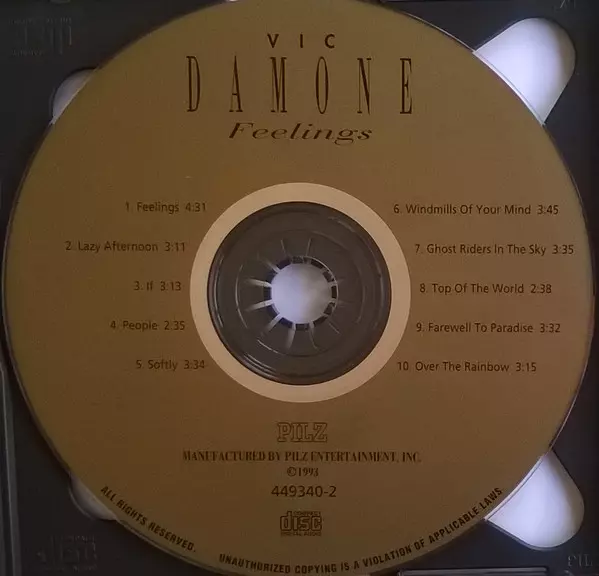 VIC
DAMONE
Feelings
1. Feelings 4:31
2. Lazy Afternoon 3:11
3. If 3:13
4. People 2:35
5. Softly 3:34
6. Windmills Of Your Mind 3:45
7. Ghost Riders In The Sky 3:35
8. Top Of The World 2:38
9. Farewell To Paradise 3:32
10. Over The Rainbow 3:15
PILZ
MANUFACTURED BY PILZ ENTERTAINMENT, INC.
©1993
449340-2
COMPACT
disc
DIGITAL AUDIO
ALL RIGHTS RESERVED.
UNAUTHORIZED COPYING IS A VIOLATION OF APPLICABLE LAWS